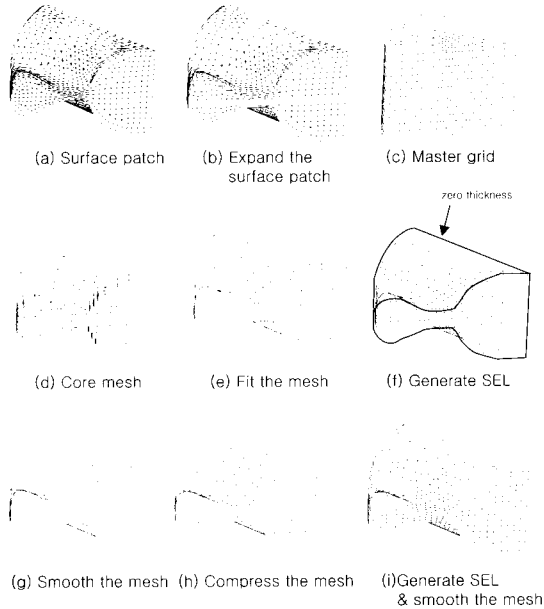 (a) Surface patch
(b) Expand the
surface patch
(c) Master grid
zero thickness
(d) Core mesh
(e) Fit the mesh
(f) Generate SEL
(g) Smooth the mesh
(h) Compress the mesh
(i)Generate SEL
& smooth the mesh